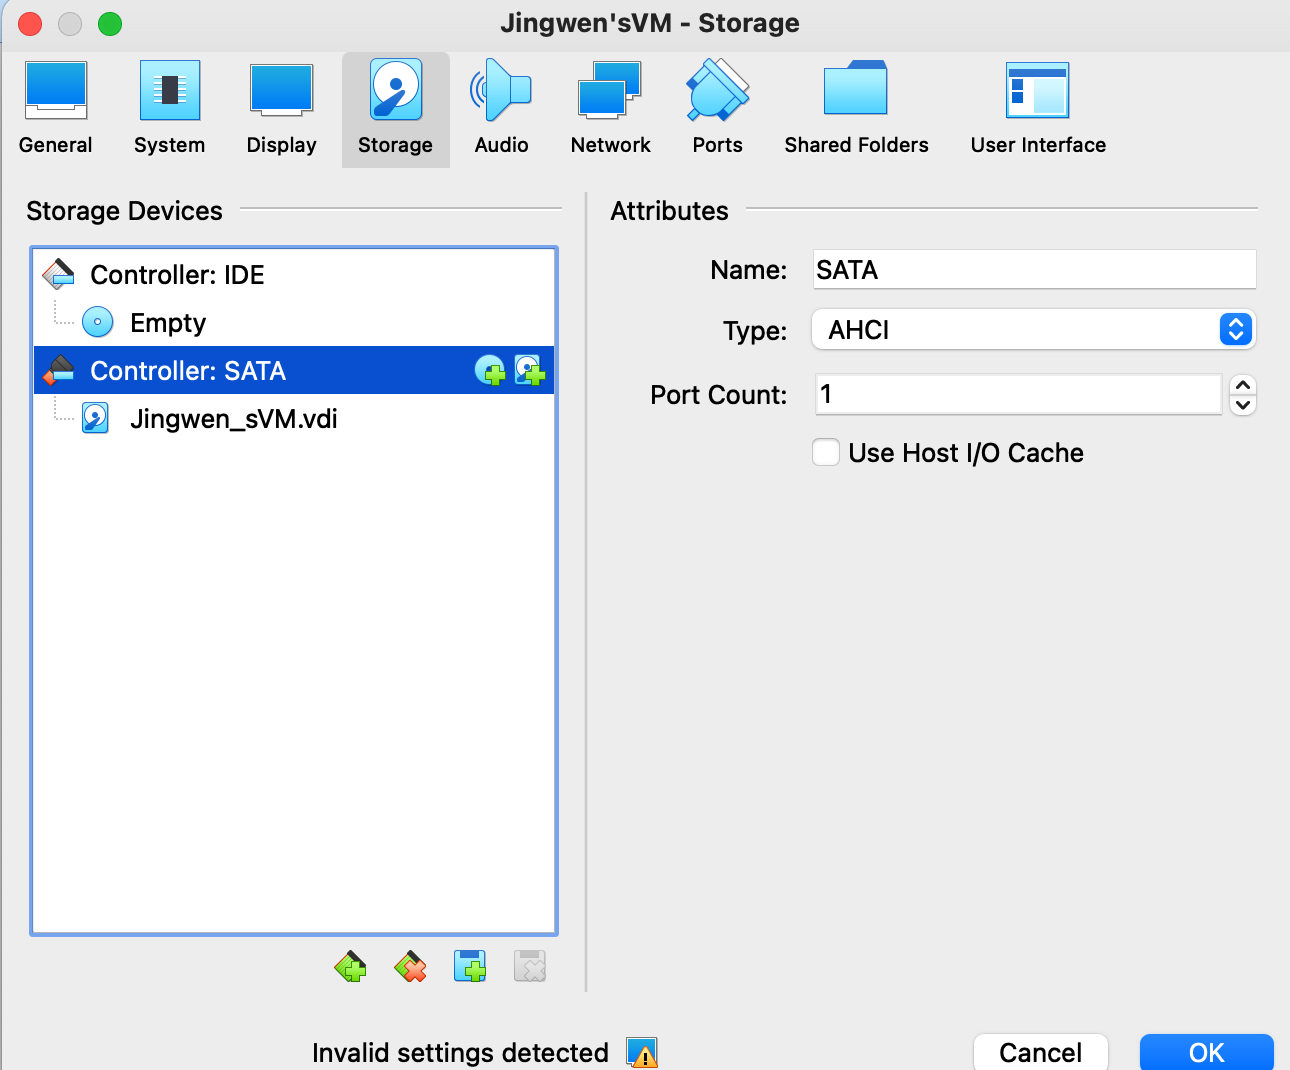 Jingwen'sVM - Storage
General System Display Storage Audio Network Ports Shared Folders User Interface
Storage Devices
Controller: IDE
Empty
Controller: SATA
Jingwen_sVM.vdi
Attributes
Name: SATA
Type: AHCI
Port Count: 1
Use Host I/O Cache
Invalid settings detected
Cancel OK